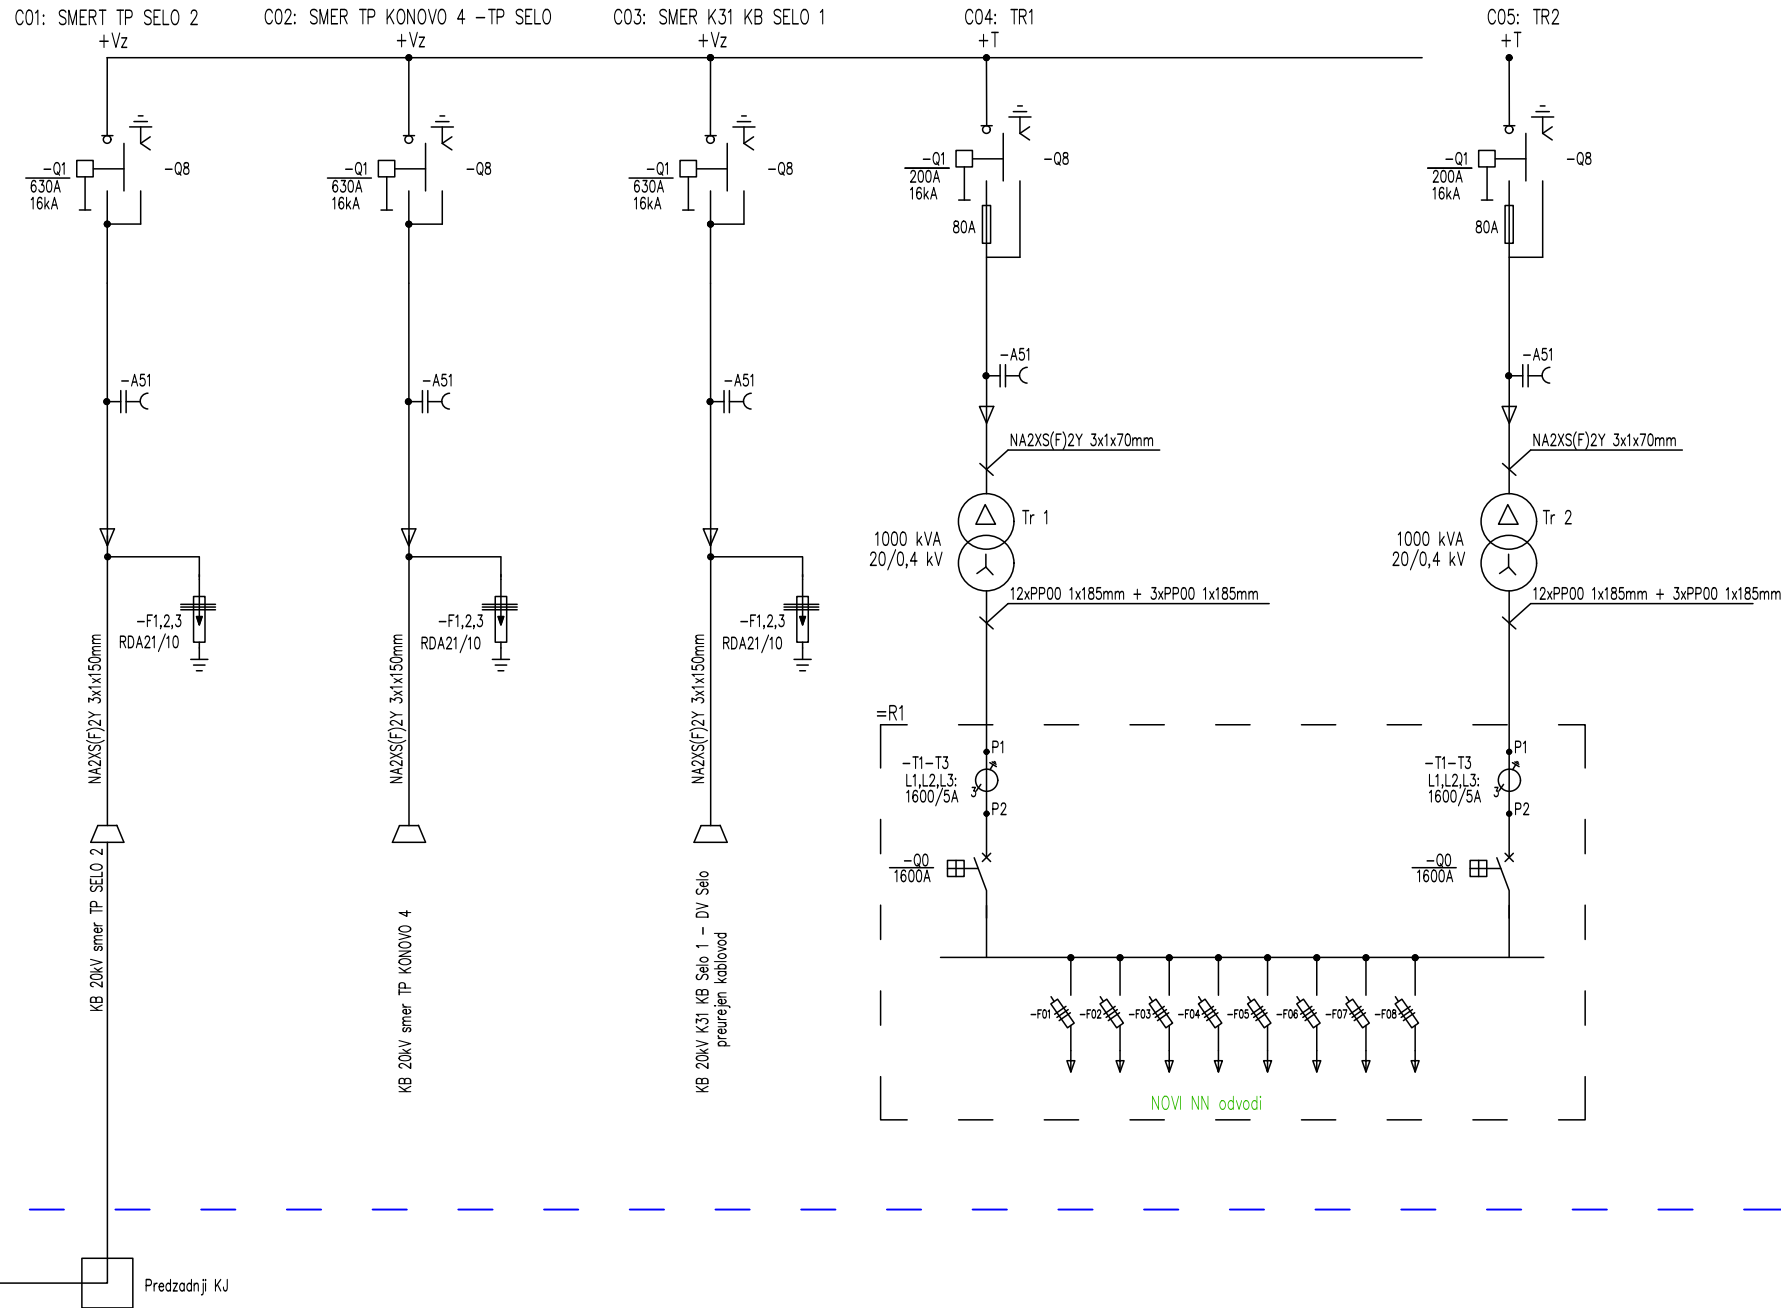 C01: SMERT TP SELO 2
+Vz
C02: SMER TP KONOVO 4 -TP SELO
+Vz
C03: SMER K31 KB SELO 1
+Vz
C04: TR1
+T
C05: TR2
+T
-Q1
630A
16kA
-Q8
-Q1
630A
16kA
-Q8
-Q1
630A
16kA
-Q8
-Q1
200A
16kA
-Q8
80A
-Q1
200A
16kA
-Q8
80A
-A51
-A51
-A51
-A51
-A51
NA2XS(F)2Y 3x1x70mm
NA2XS(F)2Y 3x1x70mm
Tr 1
1000 kVA
20/0,4 kV
Tr 2
1000 kVA
20/0,4 kV
12xPP00 1x185mm + 3xPP00 1x185mm
12xPP00 1x185mm + 3xPP00 1x185mm
-F1,2,3
RDA21/10
-F1,2,3
RDA21/10
-F1,2,3
RDA21/10
NA2XS(F)2Y 3x1x150mm
NA2XS(F)2Y 3x1x150mm
NA2XS(F)2Y 3x1x150mm
=R1
P1
-T1-T3
L1,L2,L3:
1600/5A
3
P2
P1
-T1-T3
L1,L2,L3:
1600/5A
3
P2
-Q0
1600A
-Q0
1600A
KB 20kV smer TP SELO 2
KB 20kV smer TP KONOVO 4
KB 20kV K31 KB Selo 1 - DV Selo
preurejen kablovod
-F01
-F02
-F03
-F04
-F05
-F06
-F07
-F08
NOVI NN odvodi
Predzadnji KJ